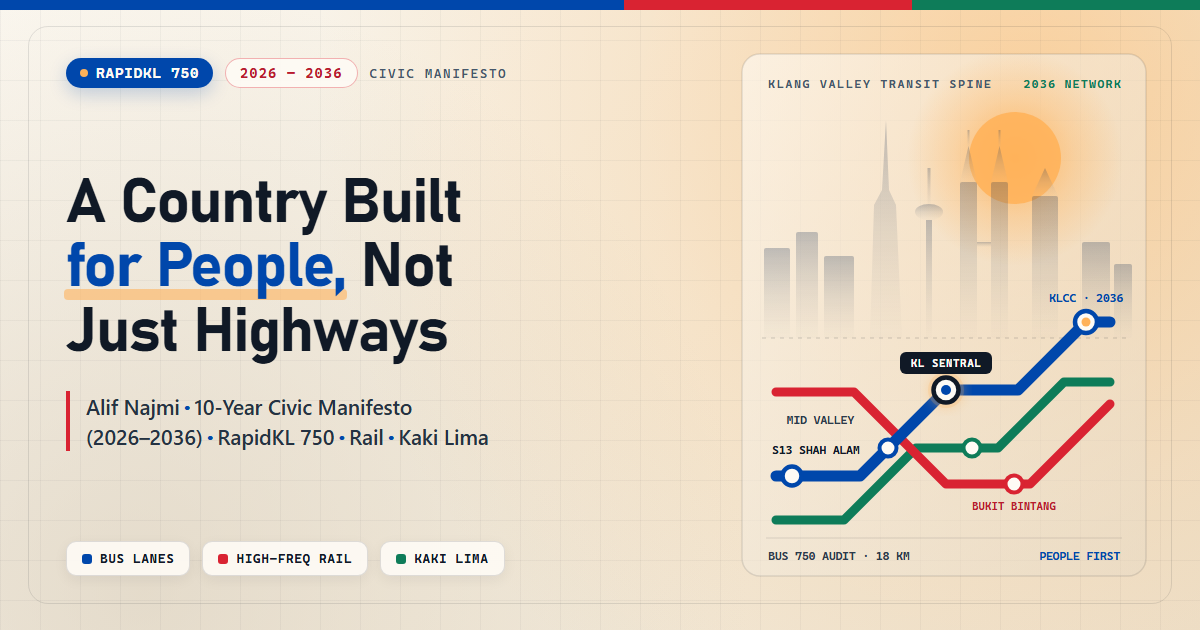 RAPIDKL 750
2026 – 2036
CIVIC MANIFESTO
A Country Built
for People, Not
Just Highways
Alif Najmi • 10-Year Civic Manifesto
(2026–2036) • RapidKL 750 • Rail • Kaki Lima
BUS LANES
HIGH-FREQ RAIL
KAKI LIMA
KLANG VALLEY TRANSIT SPINE
2036 NETWORK
KLCC · 2036
KL SENTRAL
MID VALLEY
S13 SHAH ALAM
BUKIT BINTANG
BUS 750 AUDIT · 18 KM
PEOPLE FIRST